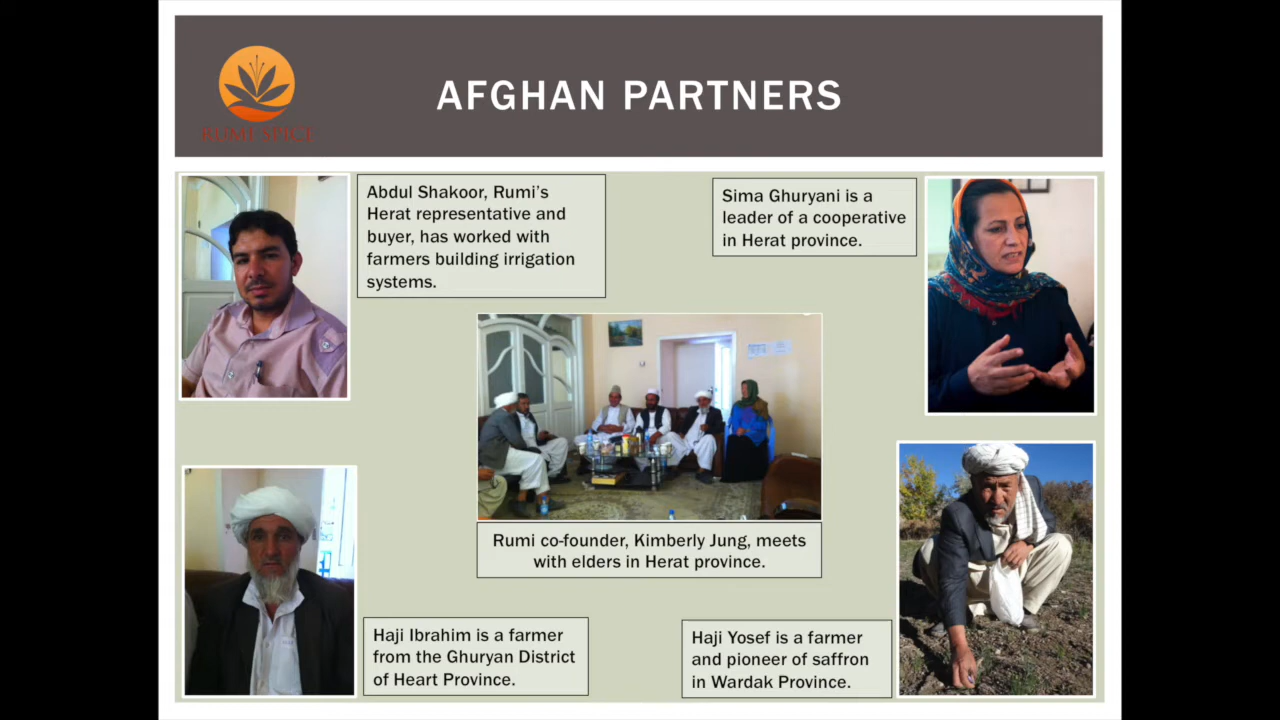 AFGHAN PARTNERS
RUMI SPICE
Abdul Shakoor, Rumi's
Herat representative and
buyer, has worked with
farmers building irrigation
systems.
Sima Ghuryani is a
leader of a cooperative
in Herat province.
Rumi co-founder, Kimberly Jung, meets
with elders in Herat province.
Haji Ibrahim is a farmer
from the Ghuryan District
of Heart Province.
Haji Yosef is a farmer
and pioneer of saffron
in Wardak Province.